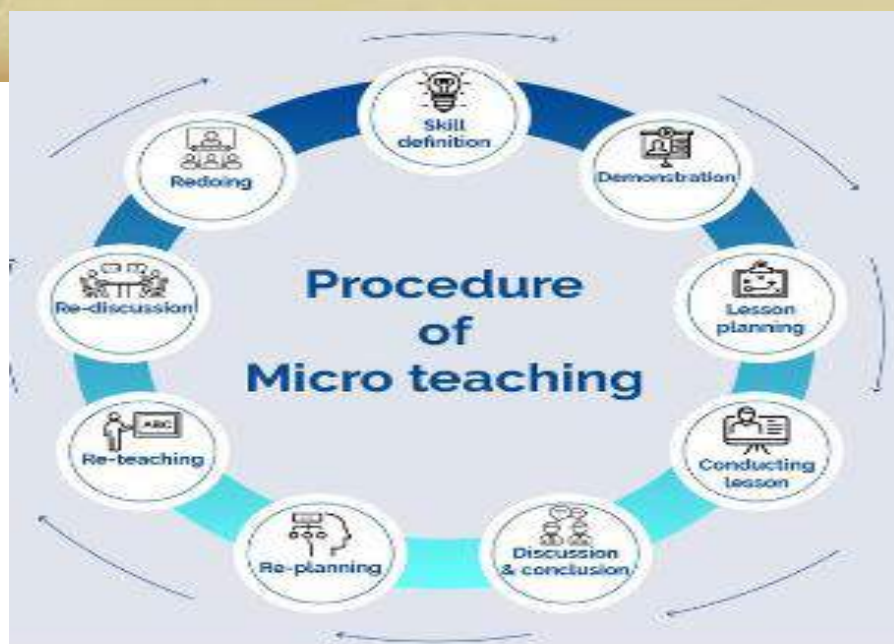 Skill
definition
Demonstration
Lesson
planning
Conducting
lesson
Discussion
& conclusion
Re-planning
Re-teaching
ABC
Re-discussion
Redoing
Procedure
of
Micro teaching